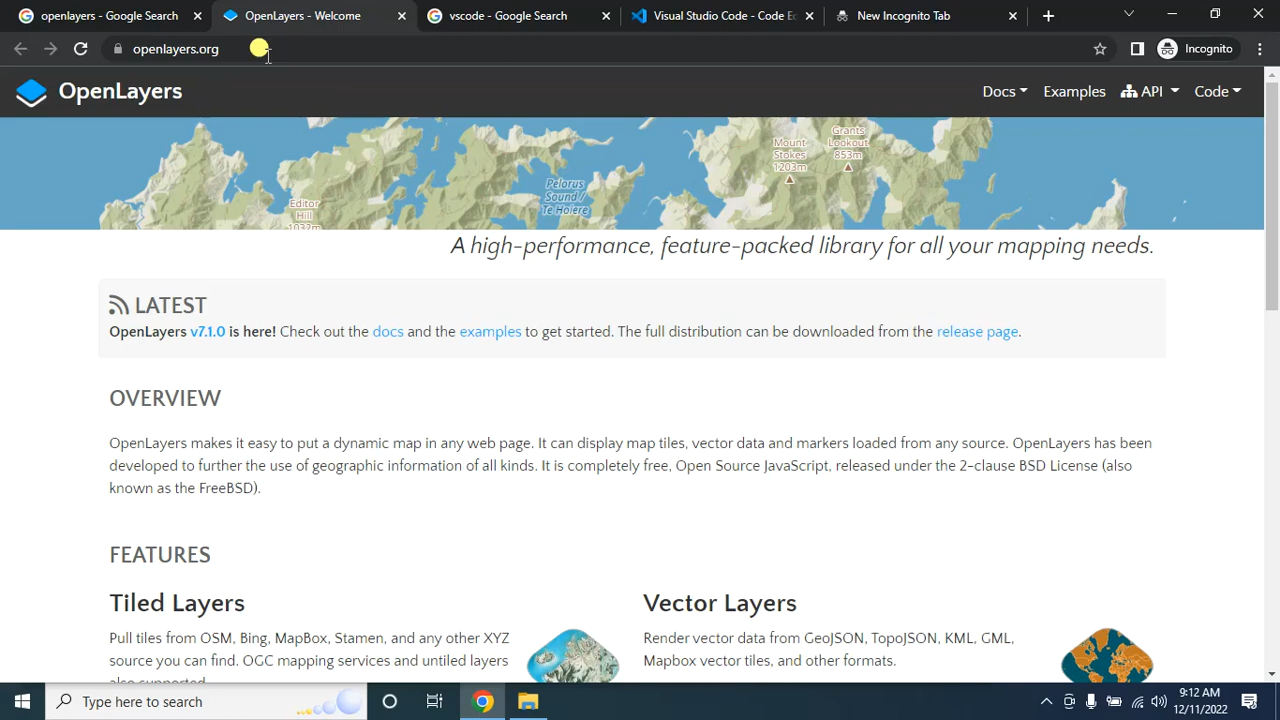 openlayers - Google Search
OpenLayers - Welcome
vscode - Google Search
Visual Studio Code - Code Ec
New Incognito Tab
openlayers.org
Incognito
OpenLayers
Docs
Examples
API
Code
Mount
Stokes
1203m
Grants
Lookout
853m
Editor
Hill
1032m
Pelorus
Sound /
Te Hoiere
A high-performance, feature-packed library for all your mapping needs.
LATEST
OpenLayers v7.1.0 is here! Check out the docs and the examples to get started. The full distribution can be downloaded from the release page.
OVERVIEW
OpenLayers makes it easy to put a dynamic map in any web page. It can display map tiles, vector data and markers loaded from any source. OpenLayers has been
developed to further the use of geographic information of all kinds. It is completely free, Open Source JavaScript, released under the 2-clause BSD License (also
known as the FreeBSD).
FEATURES
Tiled Layers
Pull tiles from OSM, Bing, MapBox, Stamen, and any other XYZ
source you can find. OGC mapping services and untiled layers
also supported.
Vector Layers
Render vector data from GeoJSON, TopoJSON, KML, GML,
Mapbox vector tiles, and other formats.
Type here to search
9:12 AM
12/11/2022